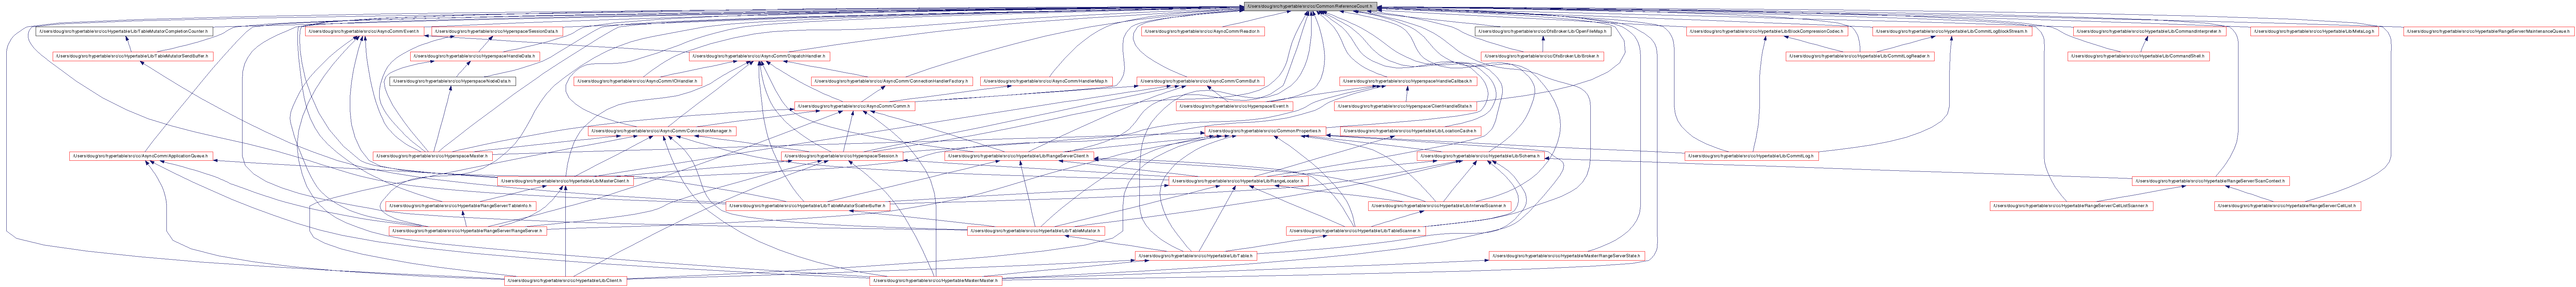 /Users/doug/src/hypertable/src/cc/Common/ReferenceCount.h
/Users/doug/src/hypertable/src/cc/Hypertable/Lib/TableMutatorCompletionCounter.h
/Users/doug/src/hypertable/src/cc/AsyncComm/Event.h
/Users/doug/src/hypertable/src/cc/Hyperspace/SessionData.h
/Users/doug/src/hypertable/src/cc/AsyncComm/Reactor.h
/Users/doug/src/hypertable/src/cc/DfsBroker/Lib/OpenFileMap.h
/Users/doug/src/hypertable/src/cc/Hypertable/Lib/BlockCompressionCodec.h
/Users/doug/src/hypertable/src/cc/Hypertable/Lib/CommitLogBlockStream.h
/Users/doug/src/hypertable/src/cc/Hypertable/Lib/CommandInterpreter.h
/Users/doug/src/hypertable/src/cc/Hypertable/Lib/MetaLog.h
/Users/doug/src/hypertable/src/cc/Hypertable/RangeServer/MaintenanceQueue.h
/Users/doug/src/hypertable/src/cc/Hypertable/Lib/TableMutatorSendBuffer.h
/Users/doug/src/hypertable/src/cc/Hyperspace/HandleData.h
/Users/doug/src/hypertable/src/cc/AsyncComm/DispatchHandler.h
/Users/doug/src/hypertable/src/cc/DfsBroker/Lib/Broker.h
/Users/doug/src/hypertable/src/cc/Hypertable/Lib/CommitLogReader.h
/Users/doug/src/hypertable/src/cc/Hypertable/Lib/CommandShell.h
/Users/doug/src/hypertable/src/cc/Hyperspace/NodeData.h
/Users/doug/src/hypertable/src/cc/AsyncComm/IOHandler.h
/Users/doug/src/hypertable/src/cc/AsyncComm/ConnectionHandlerFactory.h
/Users/doug/src/hypertable/src/cc/AsyncComm/HandlerMap.h
/Users/doug/src/hypertable/src/cc/AsyncComm/CommBuf.h
/Users/doug/src/hypertable/src/cc/Hyperspace/HandleCallback.h
/Users/doug/src/hypertable/src/cc/AsyncComm/Comm.h
/Users/doug/src/hypertable/src/cc/Hyperspace/Event.h
/Users/doug/src/hypertable/src/cc/Hyperspace/ClientHandleState.h
/Users/doug/src/hypertable/src/cc/AsyncComm/ConnectionManager.h
/Users/doug/src/hypertable/src/cc/Common/Properties.h
/Users/doug/src/hypertable/src/cc/Hypertable/Lib/LocationCache.h
/Users/doug/src/hypertable/src/cc/AsyncComm/ApplicationQueue.h
/Users/doug/src/hypertable/src/cc/Hyperspace/Master.h
/Users/doug/src/hypertable/src/cc/Hyperspace/Session.h
/Users/doug/src/hypertable/src/cc/Hypertable/Lib/RangeServerClient.h
/Users/doug/src/hypertable/src/cc/Hypertable/Lib/Schema.h
/Users/doug/src/hypertable/src/cc/Hypertable/Lib/CommitLog.h
/Users/doug/src/hypertable/src/cc/Hypertable/Lib/MasterClient.h
/Users/doug/src/hypertable/src/cc/Hypertable/Lib/RangeLocator.h
/Users/doug/src/hypertable/src/cc/Hypertable/RangeServer/ScanContext.h
/Users/doug/src/hypertable/src/cc/Hypertable/RangeServer/TableInfo.h
/Users/doug/src/hypertable/src/cc/Hypertable/Lib/TableMutatorScatterBuffer.h
/Users/doug/src/hypertable/src/cc/Hypertable/Lib/IntervalScanner.h
/Users/doug/src/hypertable/src/cc/Hypertable/RangeServer/CellListScanner.h
/Users/doug/src/hypertable/src/cc/Hypertable/RangeServer/CellList.h
/Users/doug/src/hypertable/src/cc/Hypertable/RangeServer/RangeServer.h
/Users/doug/src/hypertable/src/cc/Hypertable/Lib/TableMutator.h
/Users/doug/src/hypertable/src/cc/Hypertable/Lib/TableScanner.h
/Users/doug/src/hypertable/src/cc/Hypertable/Lib/Table.h
/Users/doug/src/hypertable/src/cc/Hypertable/Master/RangeServerState.h
/Users/doug/src/hypertable/src/cc/Hypertable/Lib/Client.h
/Users/doug/src/hypertable/src/cc/Hypertable/Master/Master.h